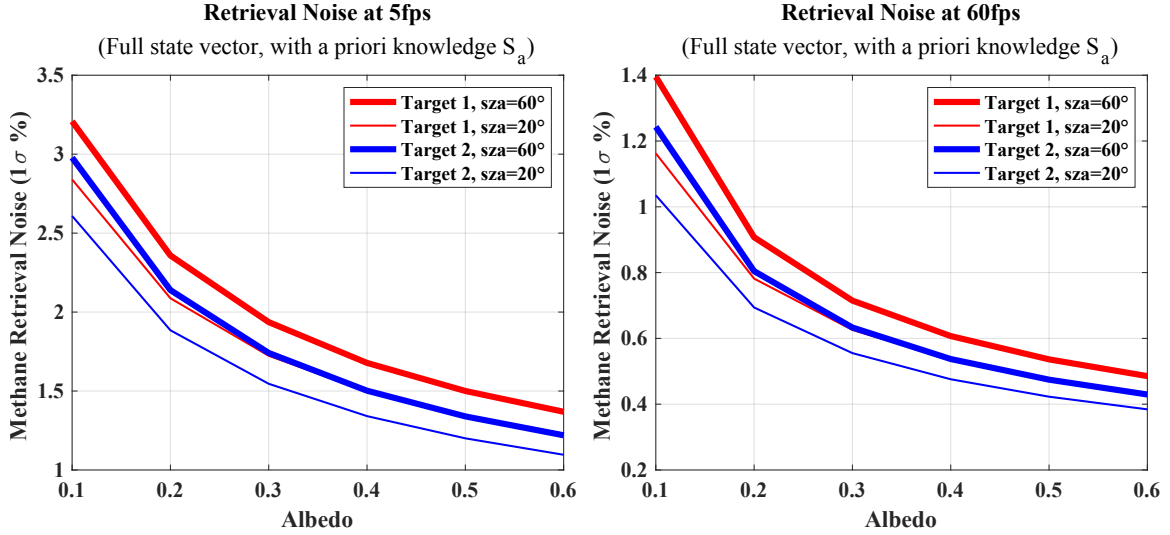 Retrieval Noise at 5fps
(Full state vector, with a priori knowledge S_a)
3.5
3
2.5
2
1.5
1
Methane Retrieval Noise (1σ %)
Target 1, sza=60°
Target 1, sza=20°
Target 2, sza=60°
Target 2, sza=20°
0.1 0.2 0.3 0.4 0.5 0.6
Albedo
Retrieval Noise at 60fps
(Full state vector, with a priori knowledge S_a)
1.4
1.2
1
0.8
0.6
0.4
0.2
Methane Retrieval Noise (1σ %)
Target 1, sza=60°
Target 1, sza=20°
Target 2, sza=60°
Target 2, sza=20°
0.1 0.2 0.3 0.4 0.5 0.6
Albedo